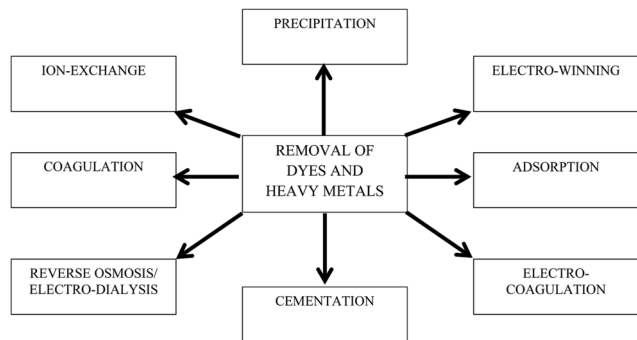 PRECIPITATION
ION-EXCHANGE
ELECTRO-WINNING
REMOVAL OF
DYES AND
HEAVY METALS
COAGULATION
ADSORPTION
REVERSE OSMOSIS/
ELECTRO-DIALYSIS
CEMENTATION
ELECTRO-
COAGULATION